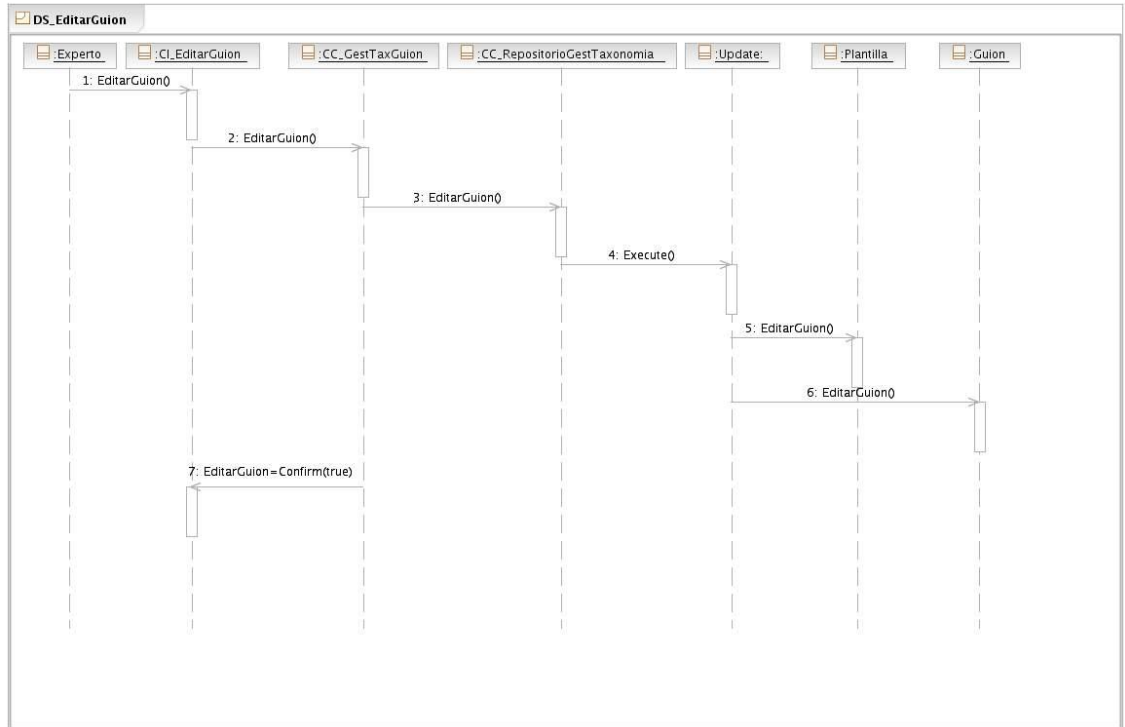 DS_EditarGuion
:Experto
:CI_EditarGuion
:CC_GestTaxGuion
:CC_RepositorioGestTaxonomia
:Update:
:Plantilla
:Guion
1: EditarGuion()
2: EditarGuion()
3: EditarGuion()
4: Execute()
5: EditarGuion()
6: EditarGuion()
7: EditarGuion=Confirm(true)